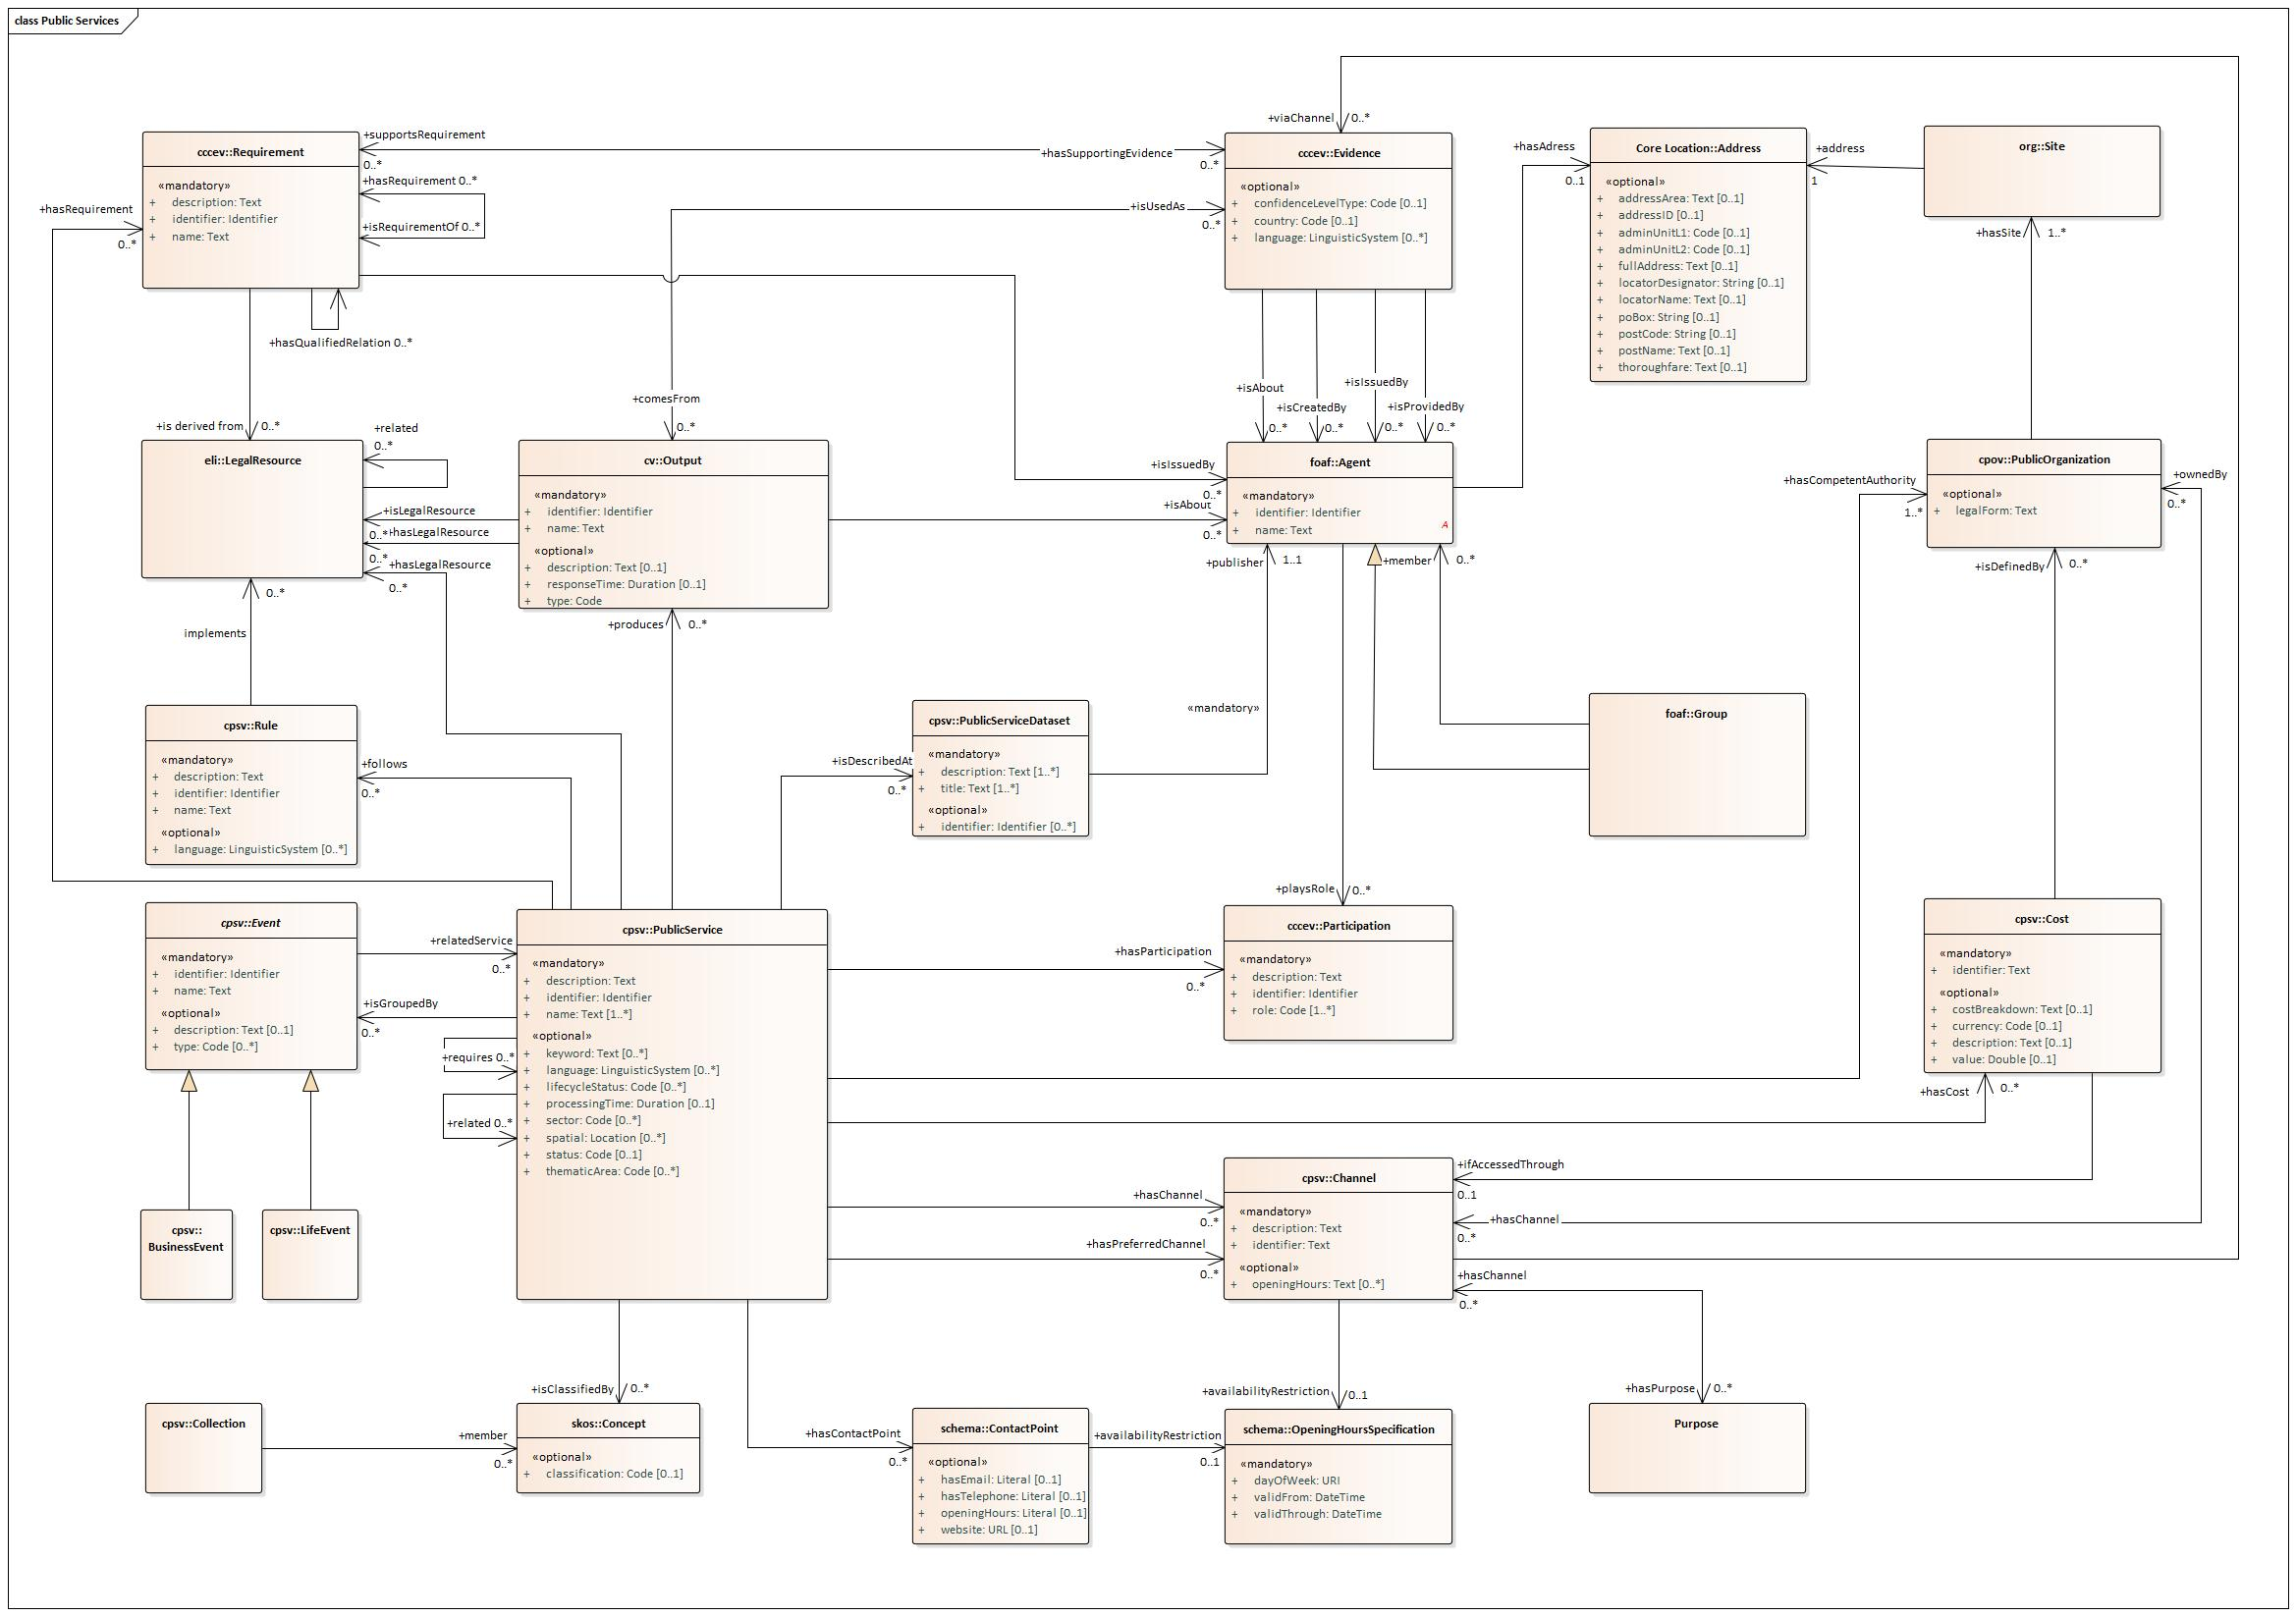 class Public Services
+viaChannel
0..*
cccev::Requirement
«mandatory»
+ description: Text
+ identifier: Identifier
+ name: Text
+supportsRequirement
0..*
+hasSupportingEvidence
0..*
+hasRequirement 0..*
+isRequirementOf 0..*
+hasRequirement
0..*
+hasQualifiedRelation 0..*
cccev::Evidence
«optional»
+ confidenceLevelType: Code [0..1]
+ country: Code [0..1]
+ language: LinguisticSystem [0..*]
+isUsedAs
0..*
+hasAdress
0..1
Core Location::Address
«optional»
+ addressArea: Text [0..1]
+ addressID [0..1]
+ adminUnitL1: Code [0..1]
+ adminUnitL2: Code [0..1]
+ fullAddress: Text [0..1]
+ locatorDesignator: String [0..1]
+ locatorName: Text [0..1]
+ poBox: String [0..1]
+ postCode: String [0..1]
+ postName: Text [0..1]
+ thoroughfare: Text [0..1]
+address
1
org::Site
+hasSite
1..*
+is derived from
0..*
+related
0..*
+comesFrom
0..*
+isAbout
0..*
+isCreatedBy
0..*
+isIssuedBy
0..*
+isProvidedBy
0..*
eli::LegalResource
+isLegalResource
0..*
+hasLegalResource
0..*
+hasLegalResource
0..*
cv::Output
«mandatory»
+ identifier: Identifier
+ name: Text
«optional»
+ description: Text [0..1]
+ responseTime: Duration [0..1]
+ type: Code
+isIssuedBy
0..*
+isAbout
0..*
foaf::Agent
«mandatory»
+ identifier: Identifier
+ name: Text
A
+publisher
1..1
+member
0..*
+hasCompetentAuthority
1..*
cpov::PublicOrganization
«optional»
+ legalForm: Text
+ownedBy
0..*
+isDefinedBy
0..*
0..*
implements
+produces
0..*
cpsv::Rule
«mandatory»
+ description: Text
+ identifier: Identifier
+ name: Text
«optional»
+ language: LinguisticSystem [0..*]
+follows
0..*
+isDescribedAt
0..*
cpsv::PublicServiceDataset
«mandatory»
+ description: Text [1..*]
+ title: Text [1..*]
«optional»
+ identifier: Identifier [0..*]
«mandatory»
foaf::Group
+playsRole
0..*
cpsv::Event
«mandatory»
+ identifier: Identifier
+ name: Text
«optional»
+ description: Text [0..1]
+ type: Code [0..*]
+relatedService
0..*
+isGroupedBy
0..*
+requires 0..*
+related 0..*
cpsv::PublicService
«mandatory»
+ description: Text
+ identifier: Identifier
+ name: Text [1..*]
«optional»
+ keyword: Text [0..*]
+ language: LinguisticSystem [0..*]
+ lifecycleStatus: Code [0..*]
+ processingTime: Duration [0..1]
+ sector: Code [0..*]
+ spatial: Location [0..*]
+ status: Code [0..1]
+ thematicArea: Code [0..*]
+hasParticipation
0..*
cccev::Participation
«mandatory»
+ description: Text
+ identifier: Identifier
+ role: Code [1..*]
cpsv::Cost
«mandatory»
+ identifier: Text
«optional»
+ costBreakdown: Text [0..1]
+ currency: Code [0..1]
+ description: Text [0..1]
+ value: Double [0..1]
+hasCost
0..*
cpsv::
BusinessEvent
cpsv::LifeEvent
+hasChannel
0..*
+hasPreferredChannel
0..*
cpsv::Channel
«mandatory»
+ description: Text
+ identifier: Text
«optional»
+ openingHours: Text [0..*]
+ifAccessedThrough
0..1
+hasChannel
0..*
+hasChannel
0..*
+isClassifiedBy
0..*
+availabilityRestriction
0..1
+hasPurpose
0..*
cpsv::Collection
+member
0..*
skos::Concept
«optional»
+ classification: Code [0..1]
+hasContactPoint
0..*
schema::ContactPoint
«optional»
+ hasEmail: Literal [0..1]
+ hasTelephone: Literal [0..1]
+ openingHours: Literal [0..1]
+ website: URL [0..1]
+availabilityRestriction
0..1
schema::OpeningHoursSpecification
«mandatory»
+ dayOfWeek: URI
+ validFrom: DateTime
+ validThrough: DateTime
Purpose